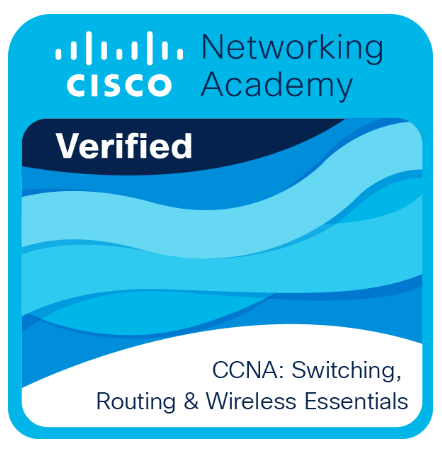 Networking
CISCO Academy
Verified
CCNA: Switching,
Routing & Wireless Essentials